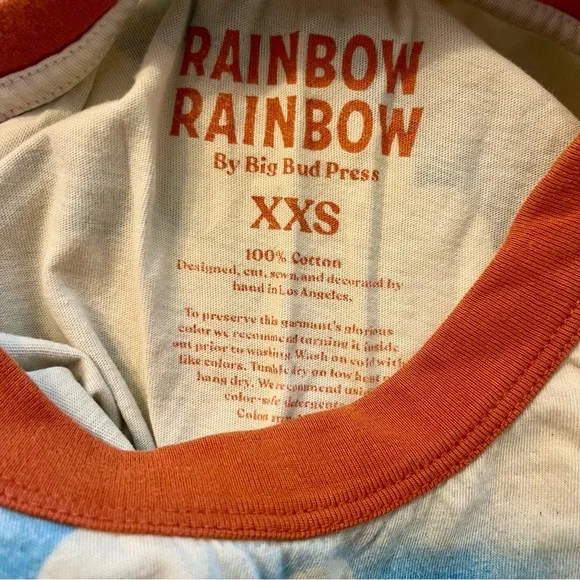 RAINBOW
RAINBOW
By Big Bud Press
XXS
100% Cotton
Designed, cut, sewn, and decorated by
hand in Los Angeles.
To preserve this garment's glorious
color we recommend turning it inside
out prior to washing. Wash on cold with
like colors. Tumble dry on low heat
hang dry. We recommend
color-safe detergent
Color